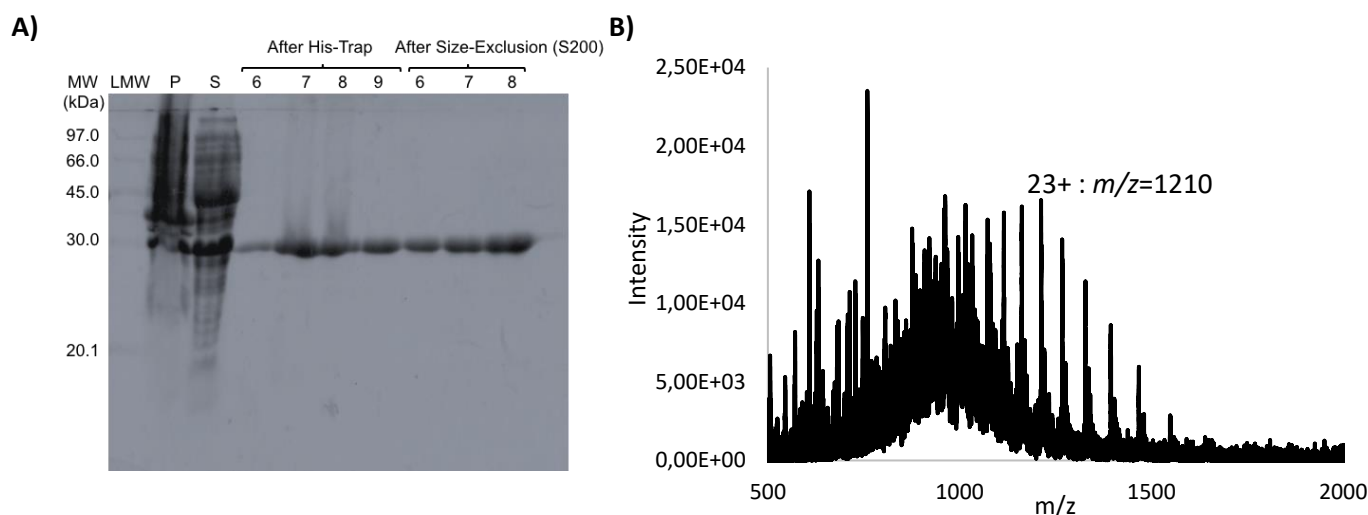 A)
After His-Trap After Size-Exclusion (S200)
MW LMW P S 6 7 8 9 6 7 8
(kDa)
97.0
66.0
45.0
30.0
20.1
B)
2,50E+04
2,00E+04
1,50E+04
1,00E+04
5,00E+03
0,00E+00
Intensity
23+ : m/z=1210
500 1000 1500 2000
m/z